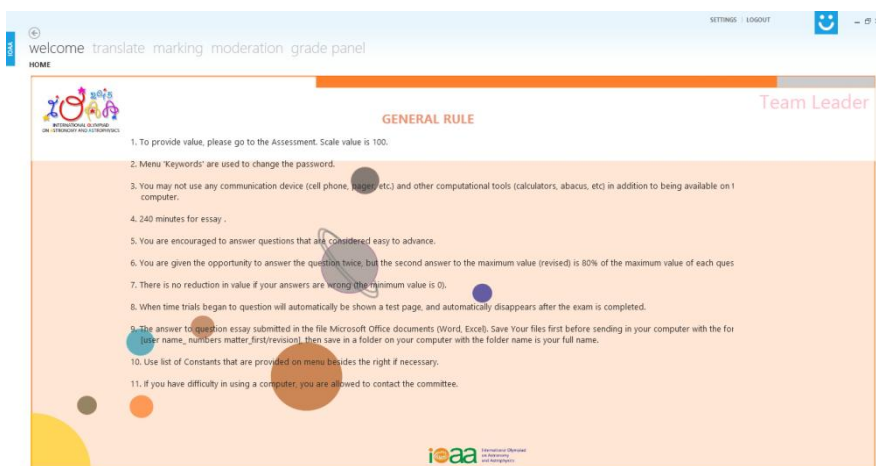 SETTINGS | LOGOUT
IOAA
welcome translate marking moderation grade panel
HOME
2015
iOAA
INTERNATIONAL OLYMPIAD
ON ASTRONOMY AND ASTROPHYSICS
Team Leader
GENERAL RULE
1. To provide value, please go to the Assessment. Scale value is 100.
2. Menu 'Keywords' are used to change the password.
3. You may not use any communication device (cell phone, pager, etc.) and other computational tools (calculators, abacus, etc) in addition to being available on t
computer.
4. 240 minutes for essay .
5. You are encouraged to answer questions that are considered easy to advance.
6. You are given the opportunity to answer the question twice, but the second answer to the maximum value (revised) is 80% of the maximum value of each ques
7. There is no reduction in value if your answers are wrong (the minimum value is 0).
8. When time trials began to question will automatically be shown a test page, and automatically disappears after the exam is completed.
9. The answer to question essay submitted in the file Microsoft Office documents (Word, Excel). Save Your files first before sending in your computer with the for
[user name_ numbers matter_first/revision], then save in a folder on your computer with the folder name is your full name.
10. Use list of Constants that are provided on menu besides the right if necessary.
11. If you have difficulty in using a computer, you are allowed to contact the committee.
ioaa
International Olympiad
on Astronomy
and Astrophysics